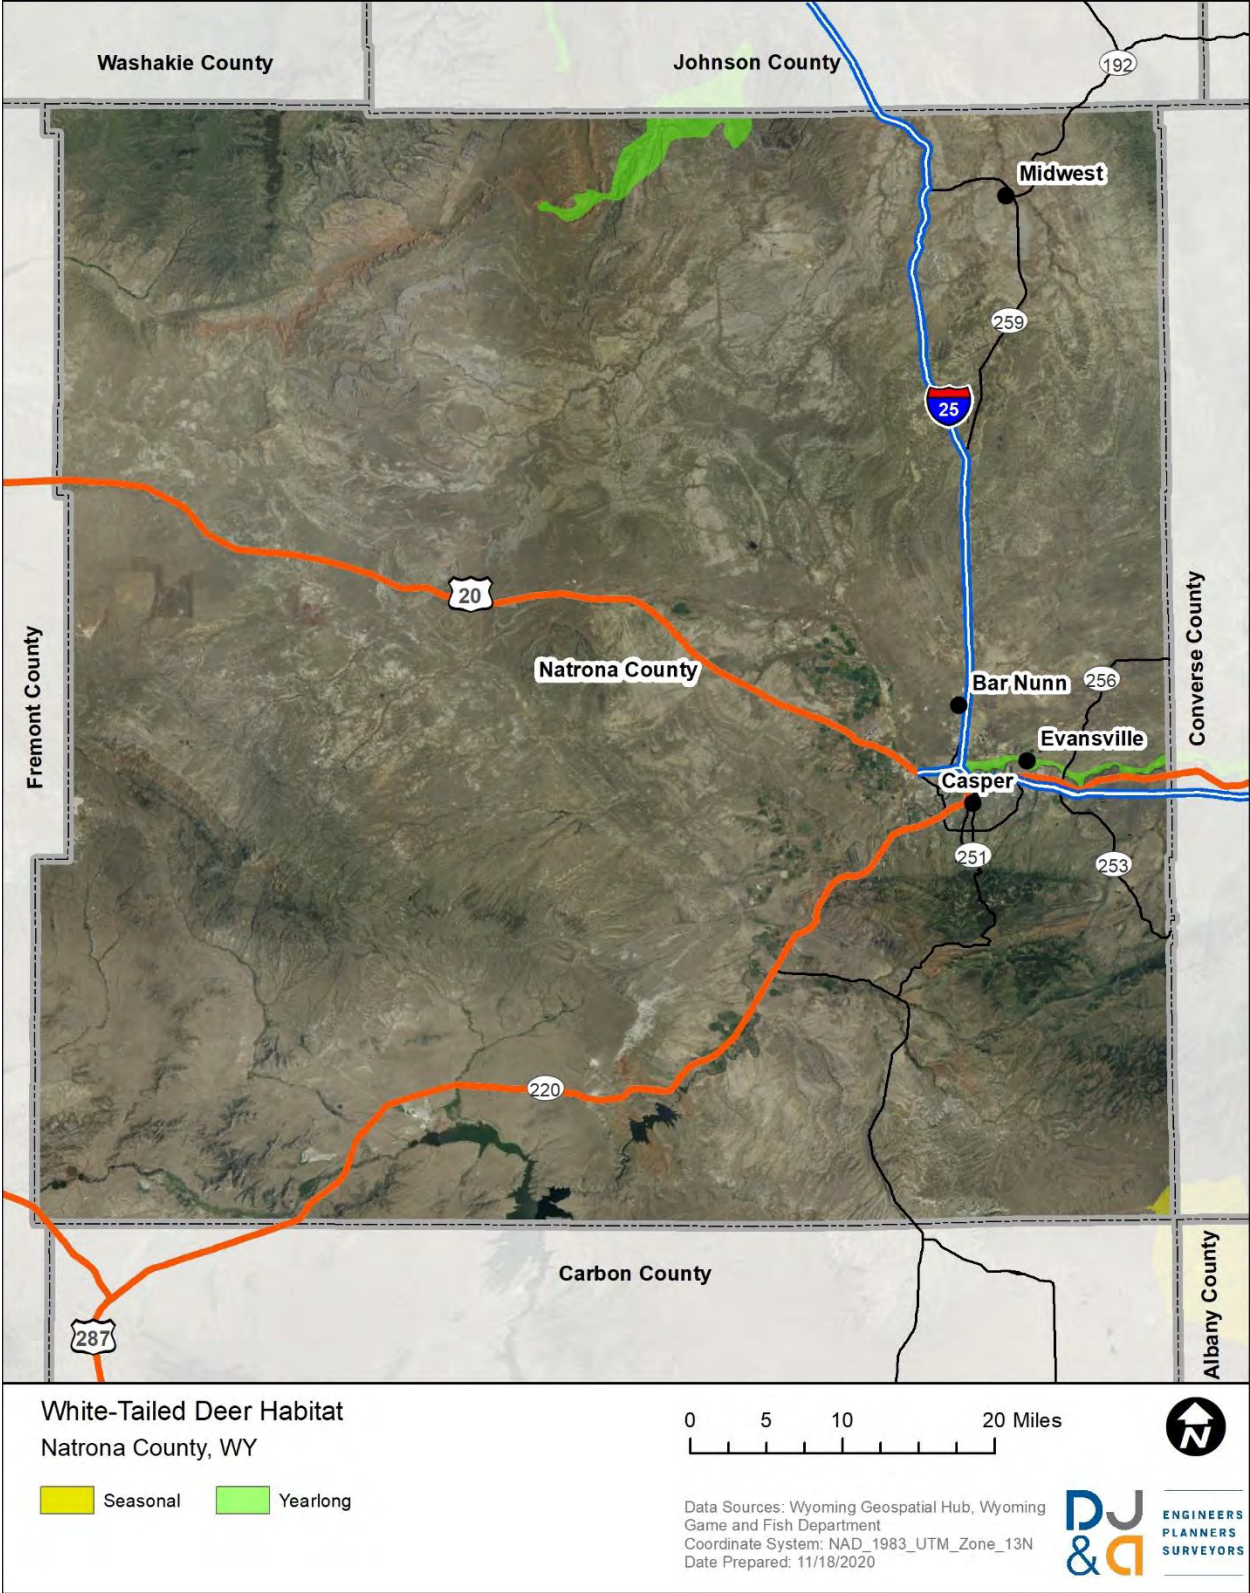 Washakie County
Johnson County
192
Midwest
259
25
20
Natrona County
Fremont County
Converse County
Bar Nunn
256
Evansville
Casper
251
253
220
Carbon County
Albany County
287
White-Tailed Deer Habitat
Natrona County, WY
Seasonal
Yearlong
0 5 10 20 Miles
N
Data Sources: Wyoming Geospatial Hub, Wyoming
Game and Fish Department
Coordinate System: NAD_1983_UTM_Zone_13N
Date Prepared: 11/18/2020
DJ
&A
ENGINEERS
PLANNERS
SURVEYORS